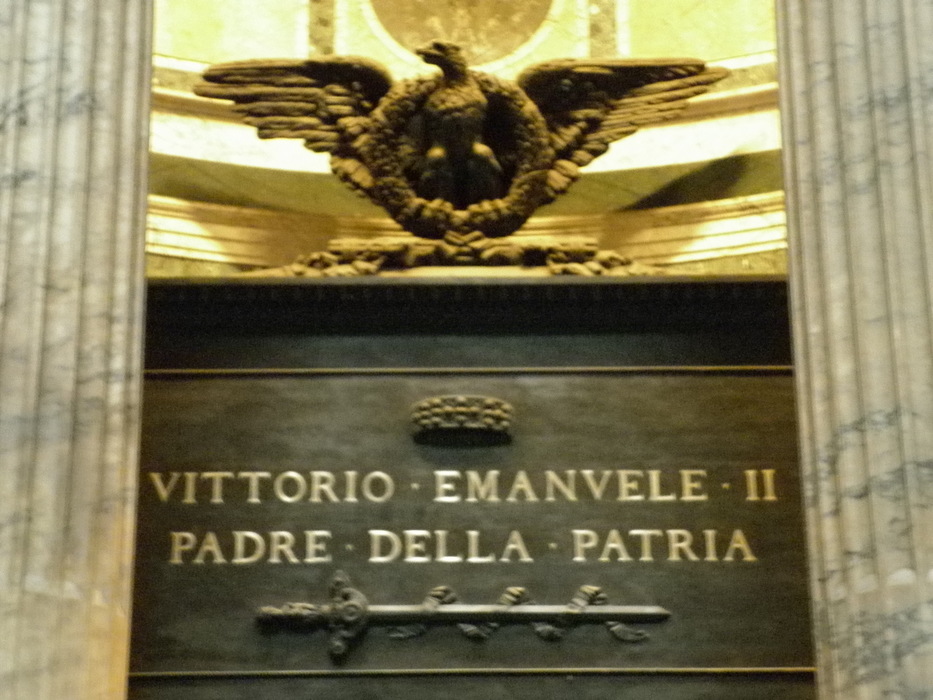 VITTORIO · EMANVELE · II
PADRE · DELLA · PATRIA